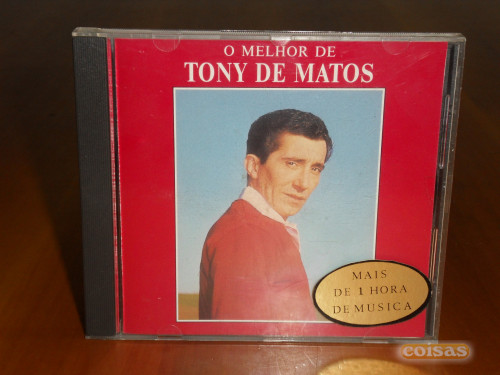 O MELHOR DE
TONY DE MATOS
MAIS
DE 1 HORA
DE MUSICA
coisas